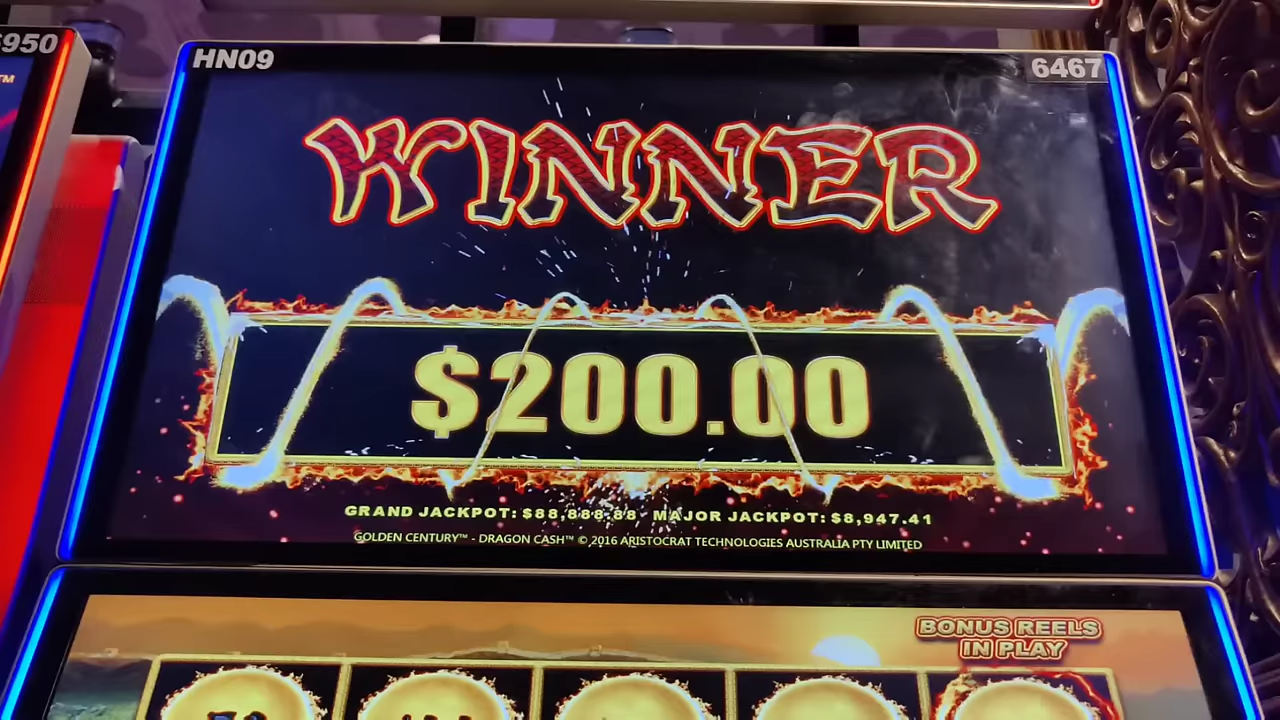 950
TM
HN09
6467
WINNER
$200.00
GRAND JACKPOT: $88,888.88 MAJOR JACKPOT: $8,947.41
GOLDEN CENTURY™ - DRAGON CASH™ © 2016 ARISTOCRAT TECHNOLOGIES AUSTRALIA PTY LIMITED
BONUS REELS
IN PLAY